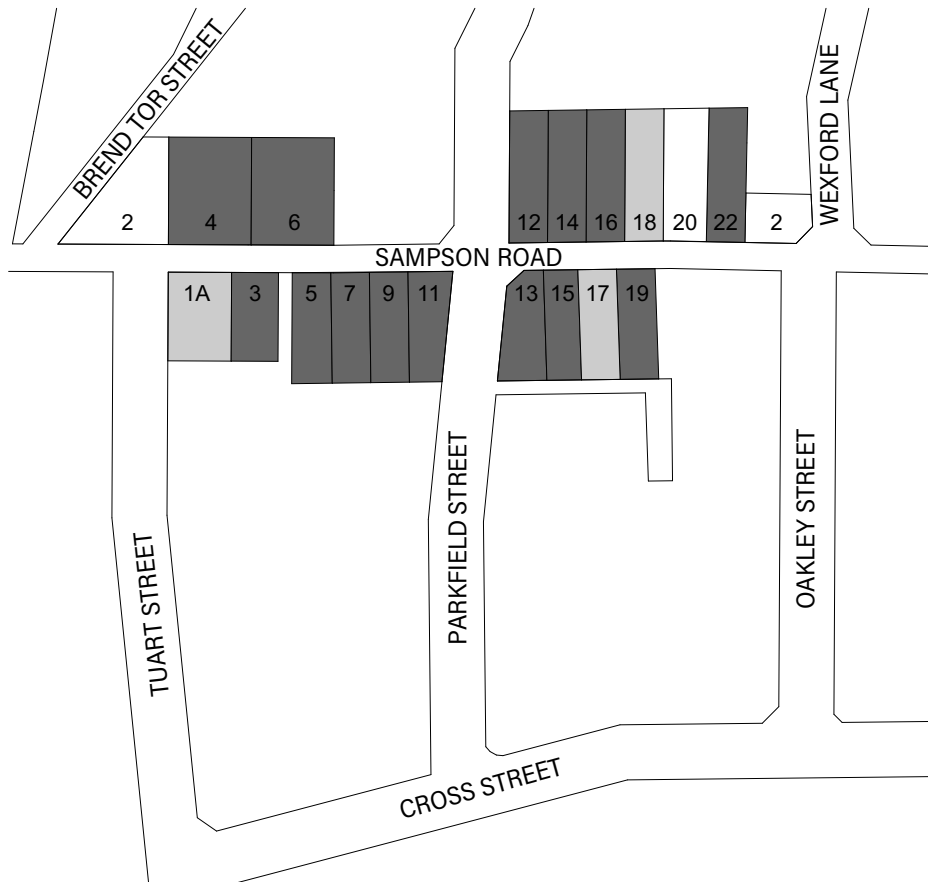 BREND TOR STREET
WEXFORD LANE
2
4
6
12
14
16
18
20
22
2
SAMPSON ROAD
1A
3
5
7
9
11
13
15
17
19
TUART STREET
PARKFIELD STREET
OAKLEY STREET
CROSS STREET